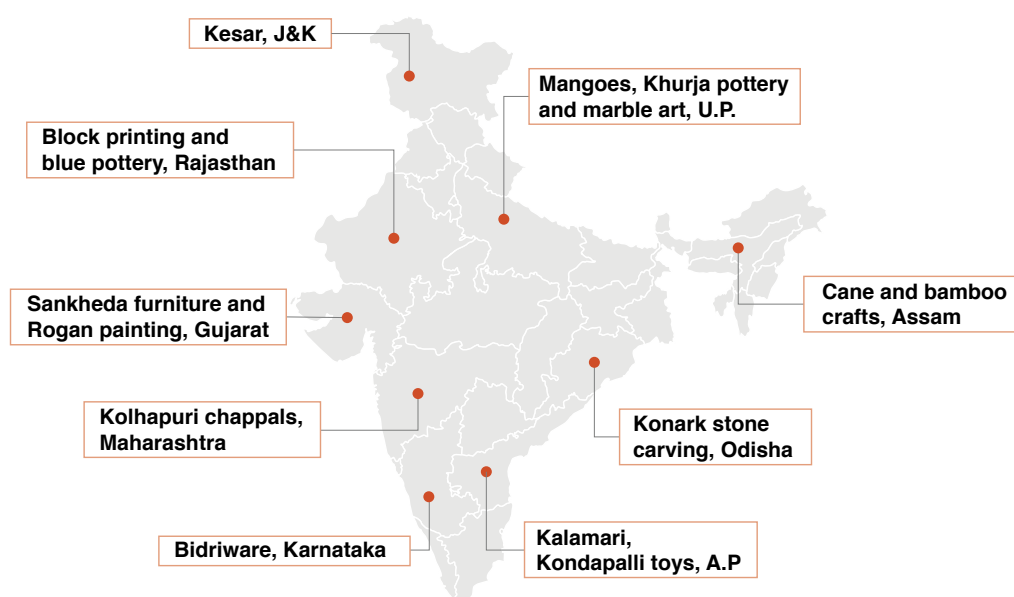 Kesar, J&K
Mangoes, Khurja pottery
and marble art, U.P.
Block printing and
blue pottery, Rajasthan
Sankheda furniture and
Rogan painting, Gujarat
Cane and bamboo
crafts, Assam
Kolhapuri chappals,
Maharashtra
Konark stone
carving, Odisha
Bidriware, Karnataka
Kalamari,
Kondapalli toys, A.P